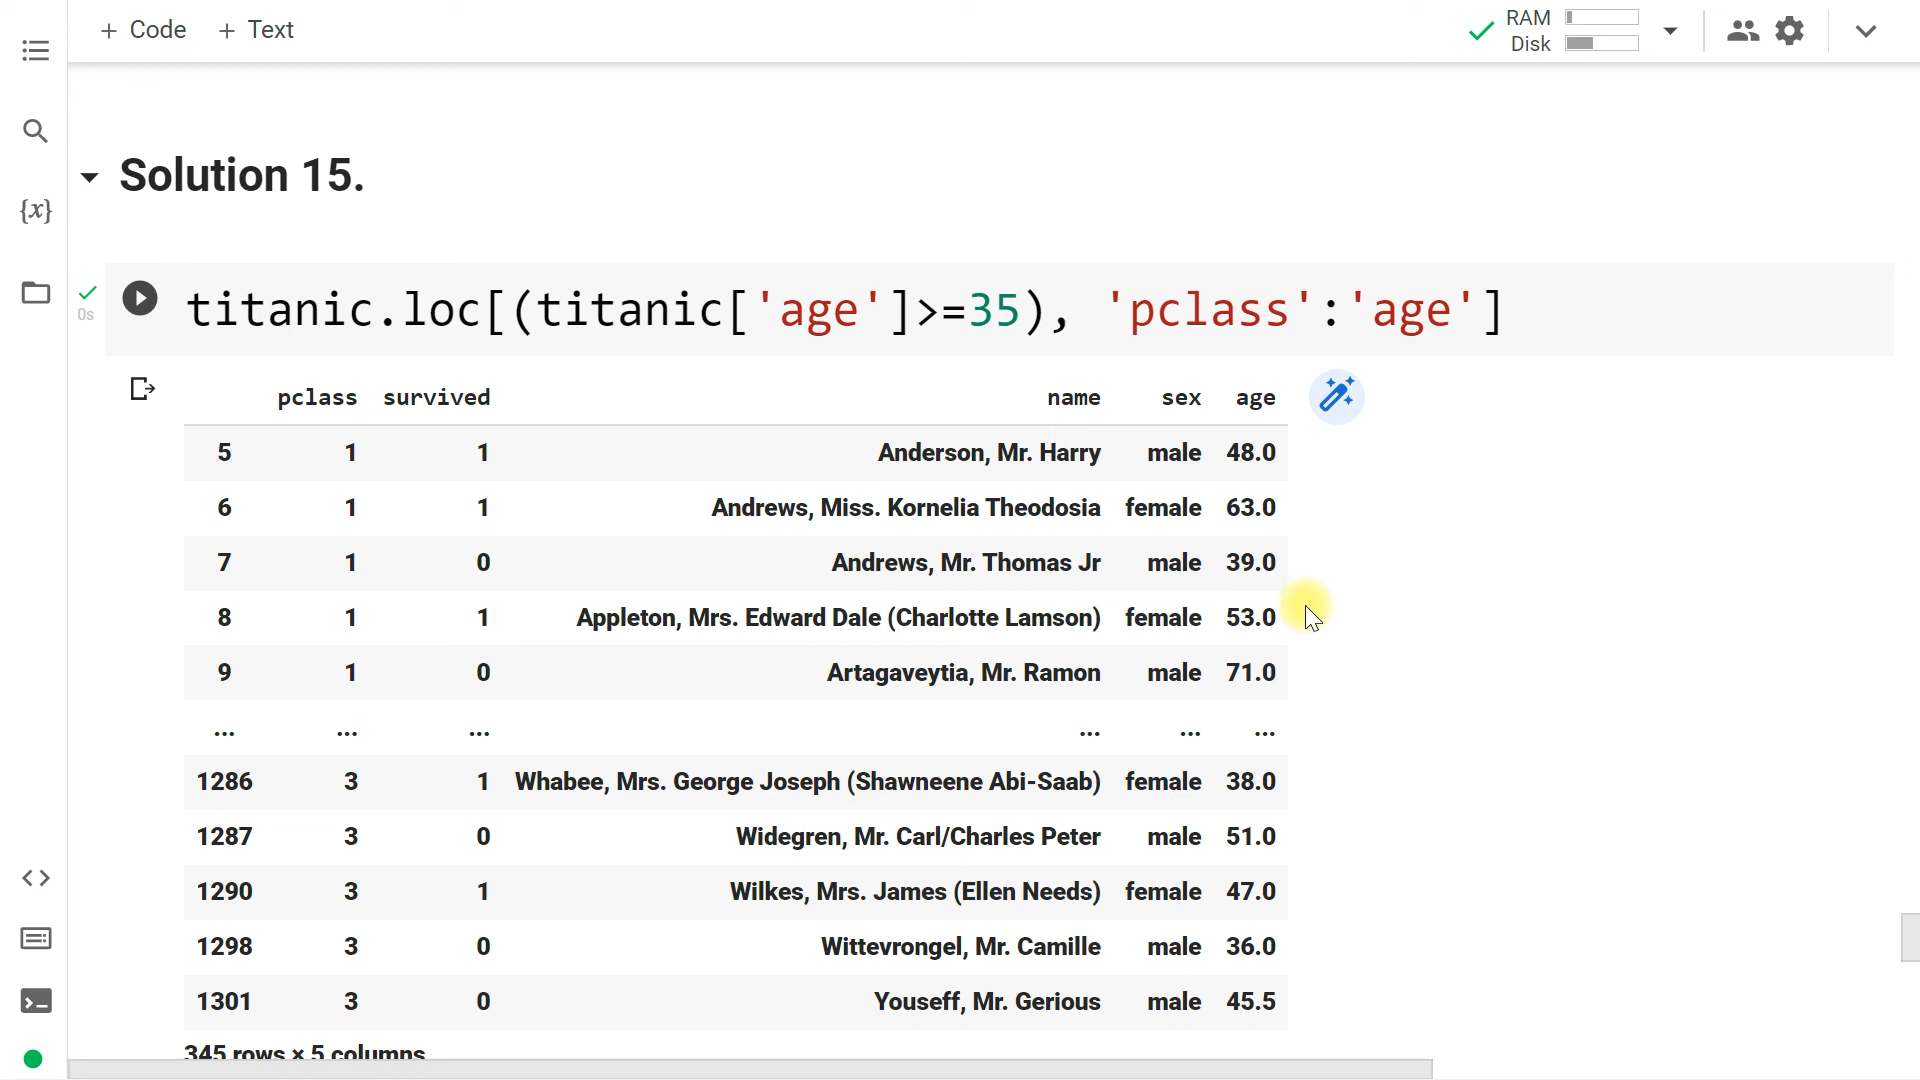 + Code + Text
RAM
Disk
{x}
Solution 15.
0s
titanic.loc[(titanic['age']>=35), 'pclass':'age']
pclass survived name sex age
5 1 1 Anderson, Mr. Harry male 48.0
6 1 1 Andrews, Miss. Kornelia Theodosia female 63.0
7 1 0 Andrews, Mr. Thomas Jr male 39.0
8 1 1 Appleton, Mrs. Edward Dale (Charlotte Lamson) female 53.0
9 1 0 Artagaveytia, Mr. Ramon male 71.0
... ... ... ... ... ...
1286 3 1 Whabee, Mrs. George Joseph (Shawneene Abi-Saab) female 38.0
1287 3 0 Widegren, Mr. Carl/Charles Peter male 51.0
1290 3 1 Wilkes, Mrs. James (Ellen Needs) female 47.0
1298 3 0 Wittevrongel, Mr. Camille male 36.0
1301 3 0 Youseff, Mr. Gerious male 45.5
345 rows × 5 columns